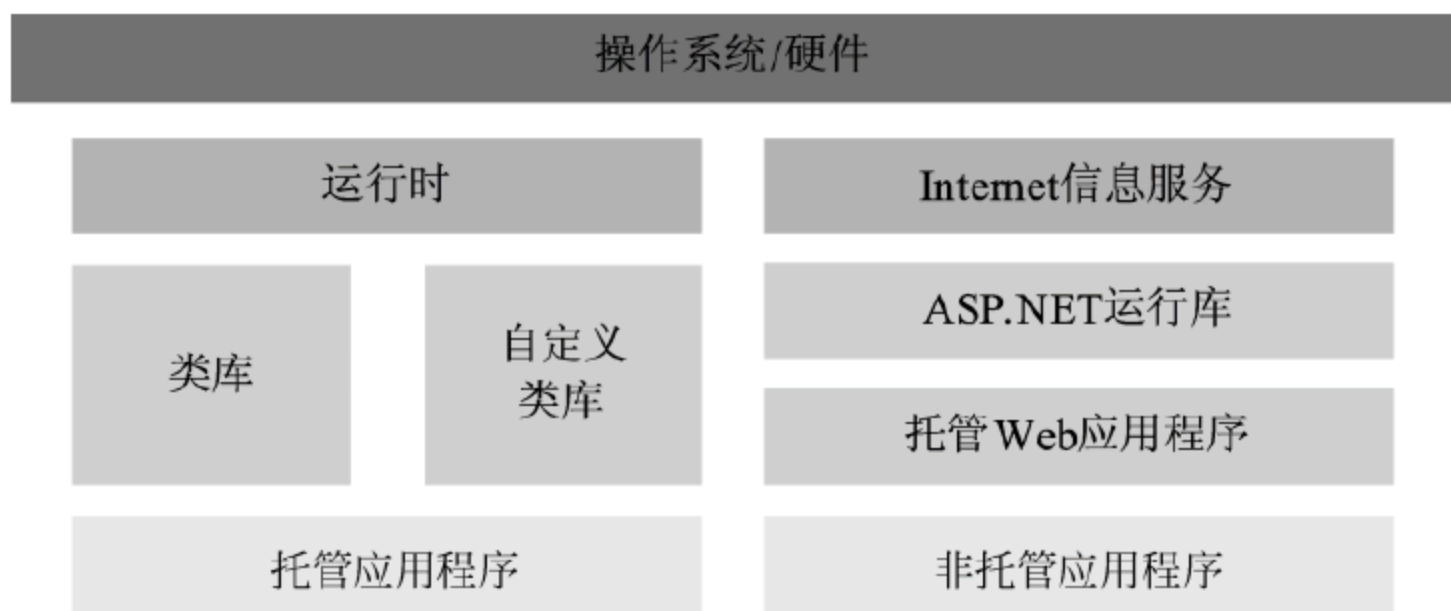 操作系统/硬件
运行时
Internet信息服务
类库
自定义
类库
ASP.NET运行库
托管Web应用程序
托管应用程序
非托管应用程序